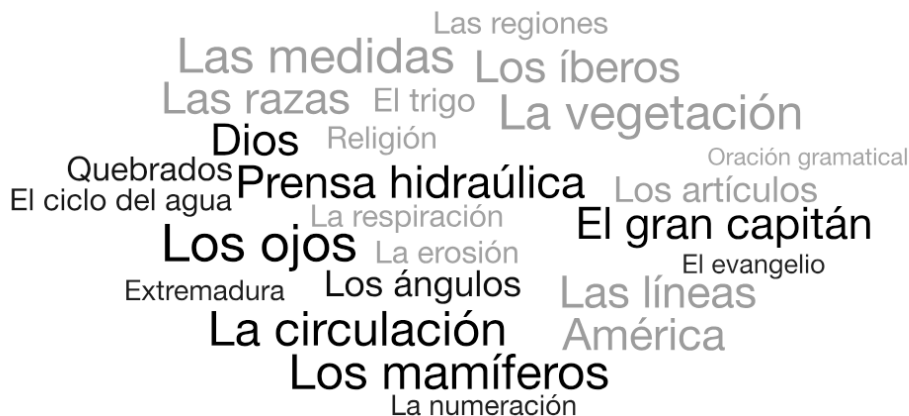 Las regiones
Las medidas Los íberos
Las razas El trigo La vegetación
Dios Religión
Oración gramatical
Quebrados Prensa hidraúlica Los artículos
El ciclo del agua
La respiración El gran capitán
Los ojos La erosión
El evangelio
Extremadura Los ángulos Las líneas
La circulación América
Los mamíferos
La numeración